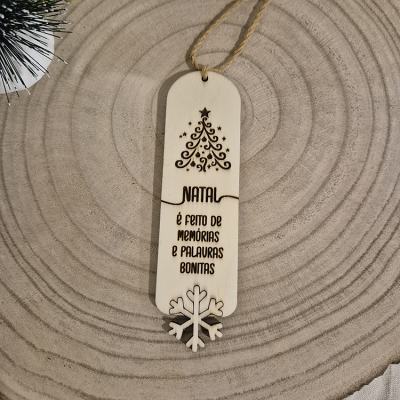 NATAL
É FEITO DE
MEMÓRIAS
E PALAVRAS
BONITAS